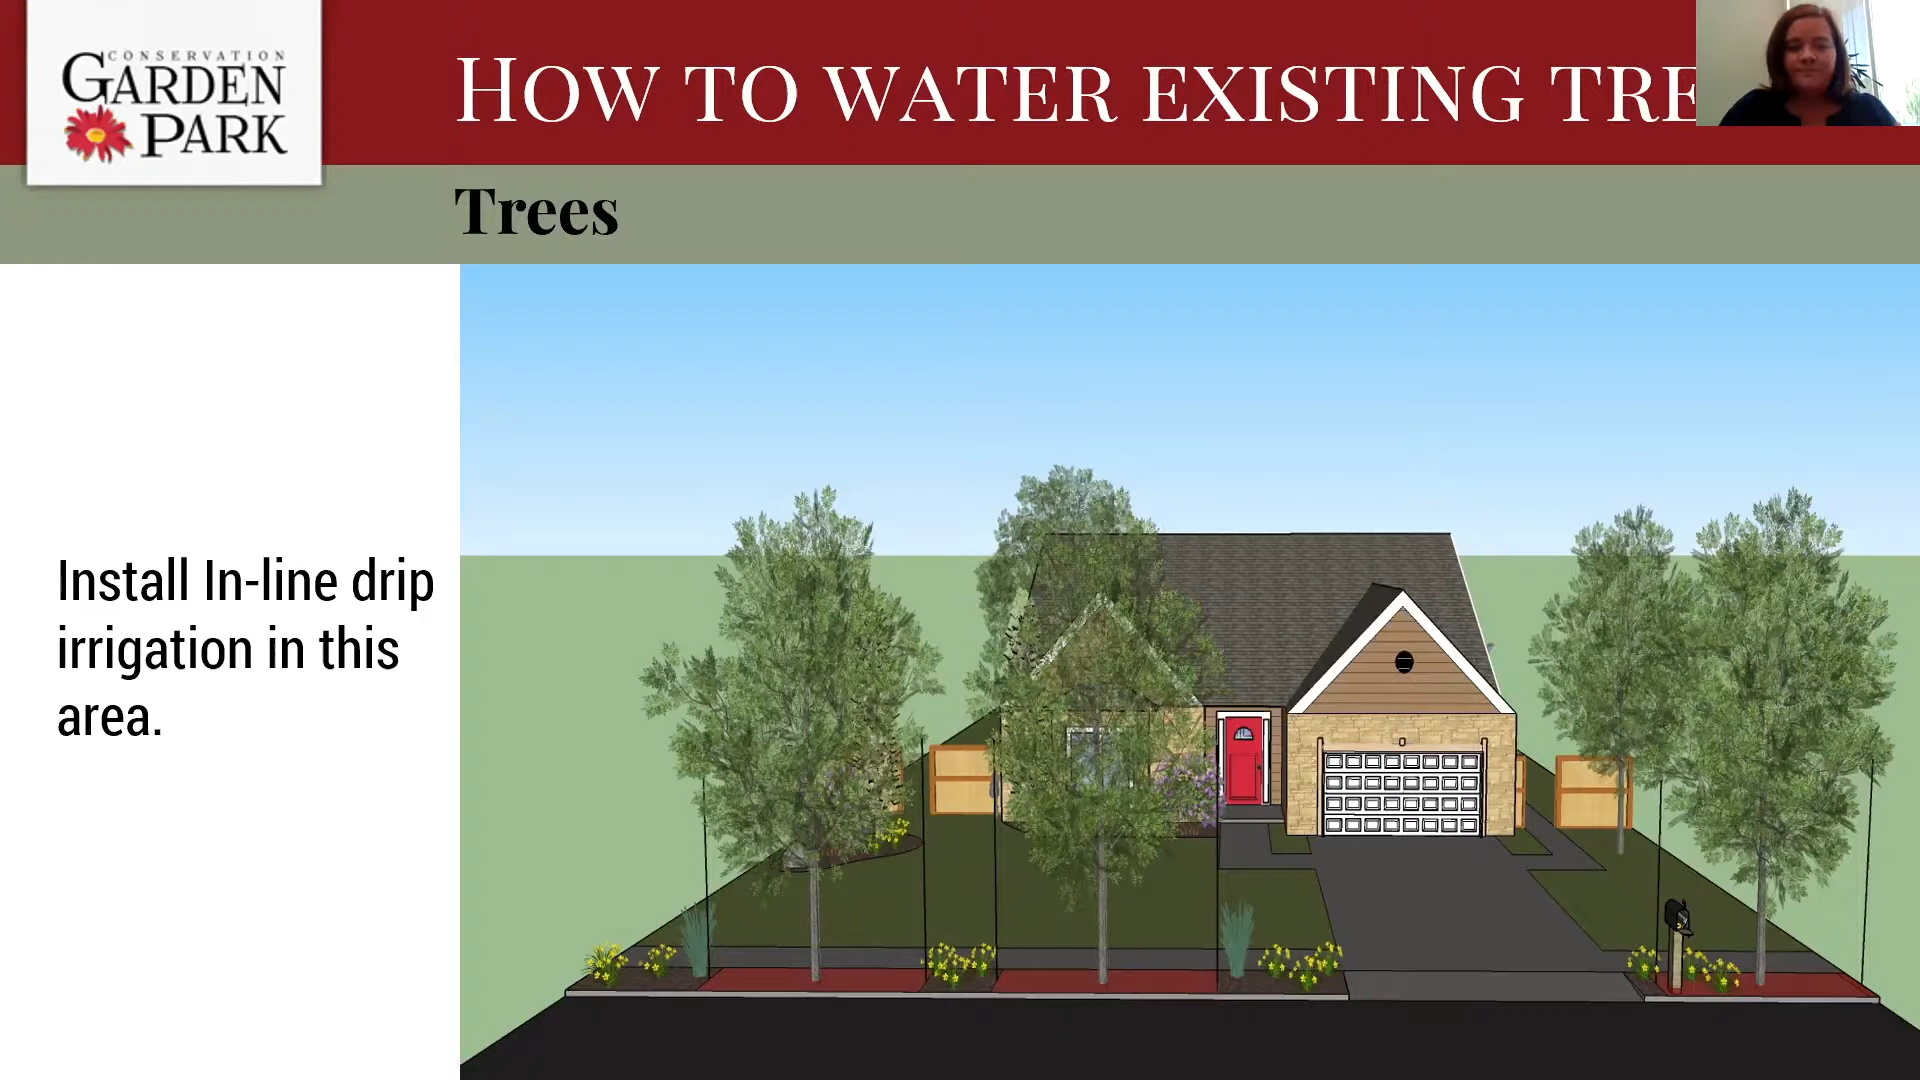 CONSERVATION
GARDEN
PARK
HOW TO WATER EXISTING TRE
Trees
Install In-line drip
irrigation in this
area.